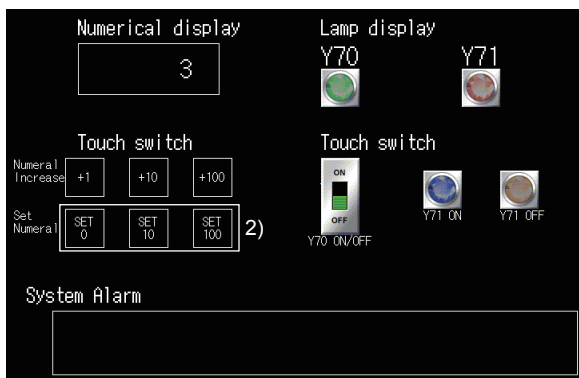 Numerical display
3
Lamp display
Y70
Y71
Touch switch
Numeral
Increase
+1
+10
+100
Set
Numeral
SET
0
SET
10
SET
100
2)
Touch switch
ON
OFF
Y70 ON/OFF
Y71 ON
Y71 OFF
System Alarm